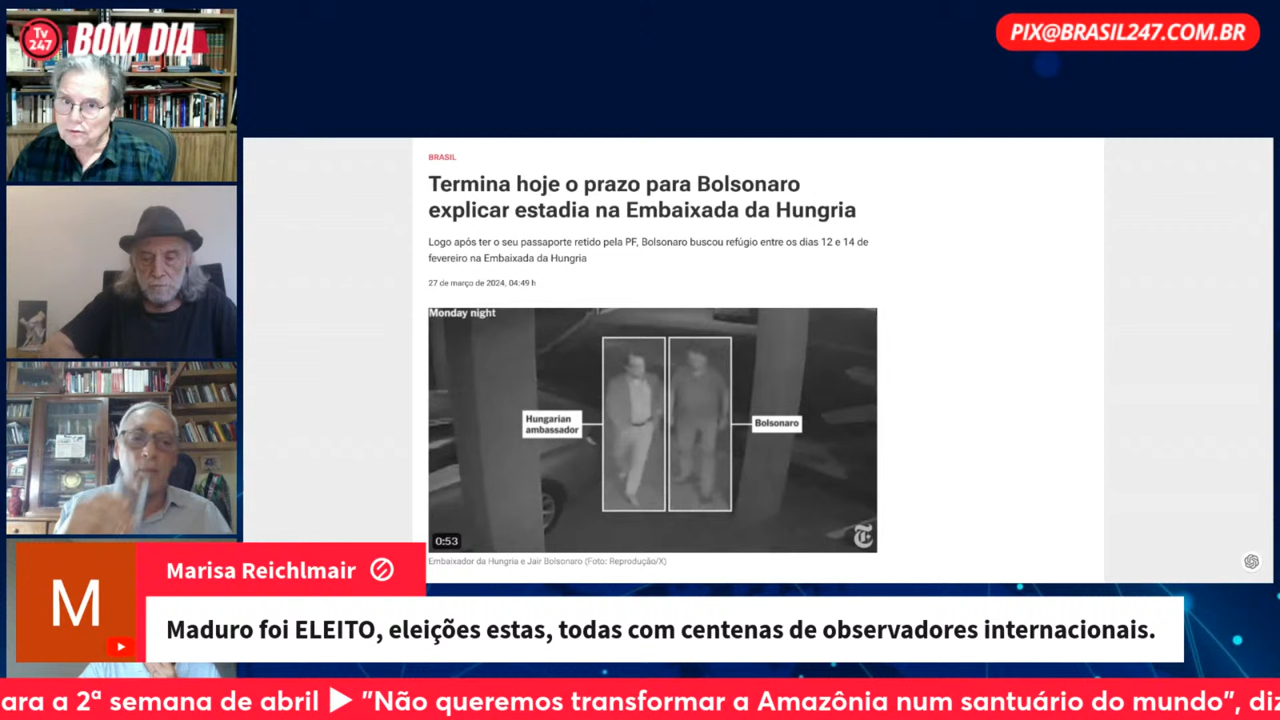 Tv
247
BOM DIA
PIX@BRASIL247.COM.BR
BRASIL
Termina hoje o prazo para Bolsonaro
explicar estadia na Embaixada da Hungria
Logo após ter o seu passaporte retido pela PF, Bolsonaro buscou refúgio entre os dias 12 e 14 de
fevereiro na Embaixada da Hungria
27 de março de 2024, 04:49 h
Monday night
Hungarian
ambassador
Bolsonaro
0:53
Embaixador da Hungria e Jair Bolsonaro (Foto: Reprodução/X)
M
Marisa Reichlmair
Maduro foi ELEITO, eleições estas, todas com centenas de observadores internacionais.
ara a 2ª semana de abril ▶ "Não queremos transformar a Amazônia num santuário do mundo", diz